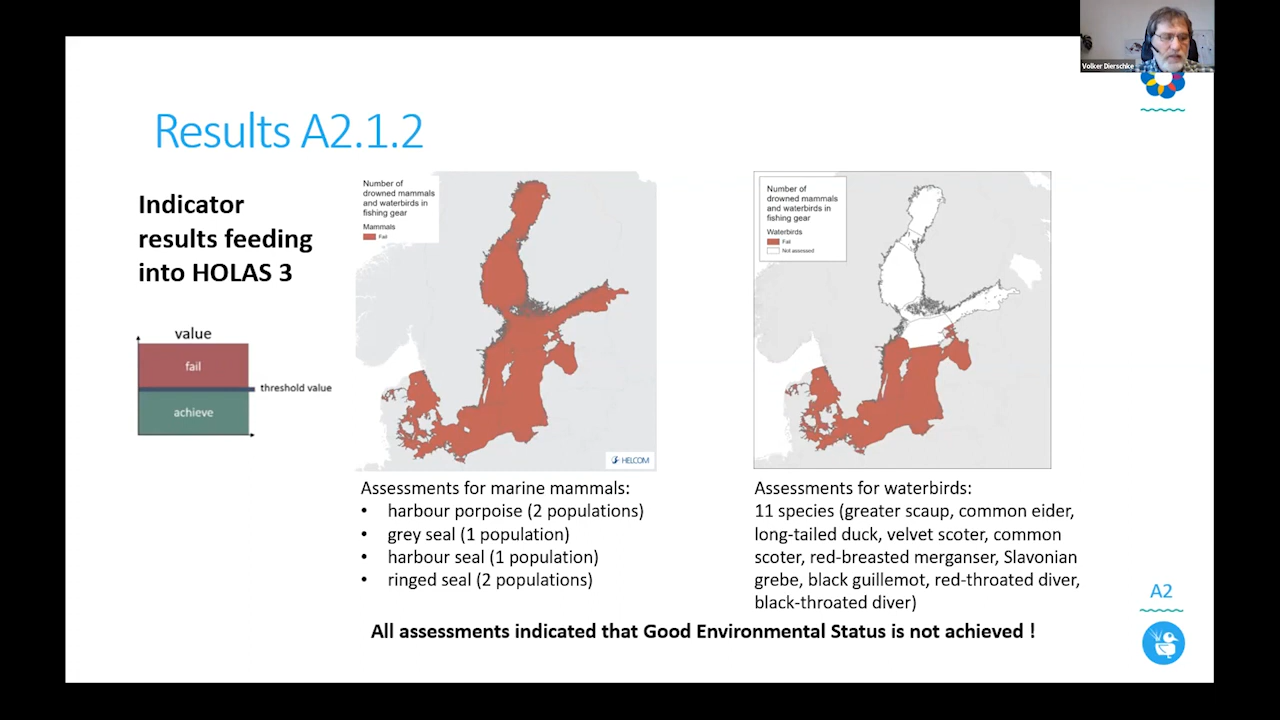 Volker Dierschke
Results A2.1.2
Indicator
results feeding
into HOLAS 3
value
fail
threshold value
achieve
Number of
drowned mammals
and waterbirds in
fishing gear
Mammals
Fail
HELCOM
Number of
drowned mammals
and waterbirds in
fishing gear
Waterbirds
Fail
Not assessed
Assessments for marine mammals:
• harbour porpoise (2 populations)
• grey seal (1 population)
• harbour seal (1 population)
• ringed seal (2 populations)
Assessments for waterbirds:
11 species (greater scaup, common eider,
long-tailed duck, velvet scoter, common
scoter, red-breasted merganser, Slavonian
grebe, black guillemot, red-throated diver,
black-throated diver)
All assessments indicated that Good Environmental Status is not achieved !
A2